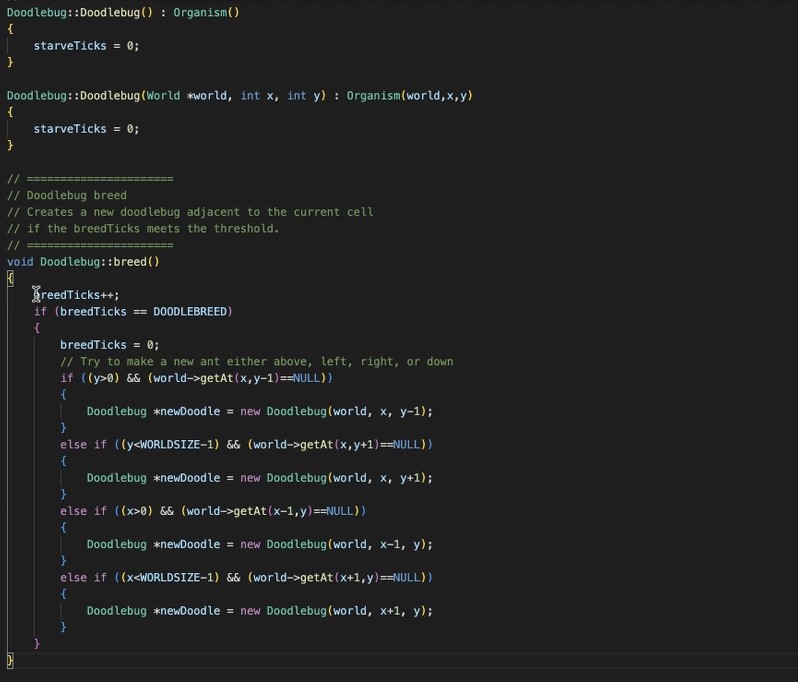 Doodlebug::Doodlebug() : Organism()
{
    starveTicks = 0;
}

Doodlebug::Doodlebug(World *world, int x, int y) : Organism(world,x,y)
{
    starveTicks = 0;
}

// ======================
// Doodlebug breed
// Creates a new doodlebug adjacent to the current cell
// if the breedTicks meets the threshold.
// ======================
void Doodlebug::breed()
{
    breedTicks++;
    if (breedTicks == DOODLEBREED)
    {
        breedTicks = 0;
        // Try to make a new ant either above, left, right, or down
        if ((y>0) && (world->getAt(x,y-1)==NULL))
        {
            Doodlebug *newDoodle = new Doodlebug(world, x, y-1);
        }
        else if ((y<WORLDSIZE-1) && (world->getAt(x,y+1)==NULL))
        {
            Doodlebug *newDoodle = new Doodlebug(world, x, y+1);
        }
        else if ((x>0) && (world->getAt(x-1,y)==NULL))
        {
            Doodlebug *newDoodle = new Doodlebug(world, x-1, y);
        }
        else if ((x<WORLDSIZE-1) && (world->getAt(x+1,y)==NULL))
        {
            Doodlebug *newDoodle = new Doodlebug(world, x+1, y);
        }
    }
}